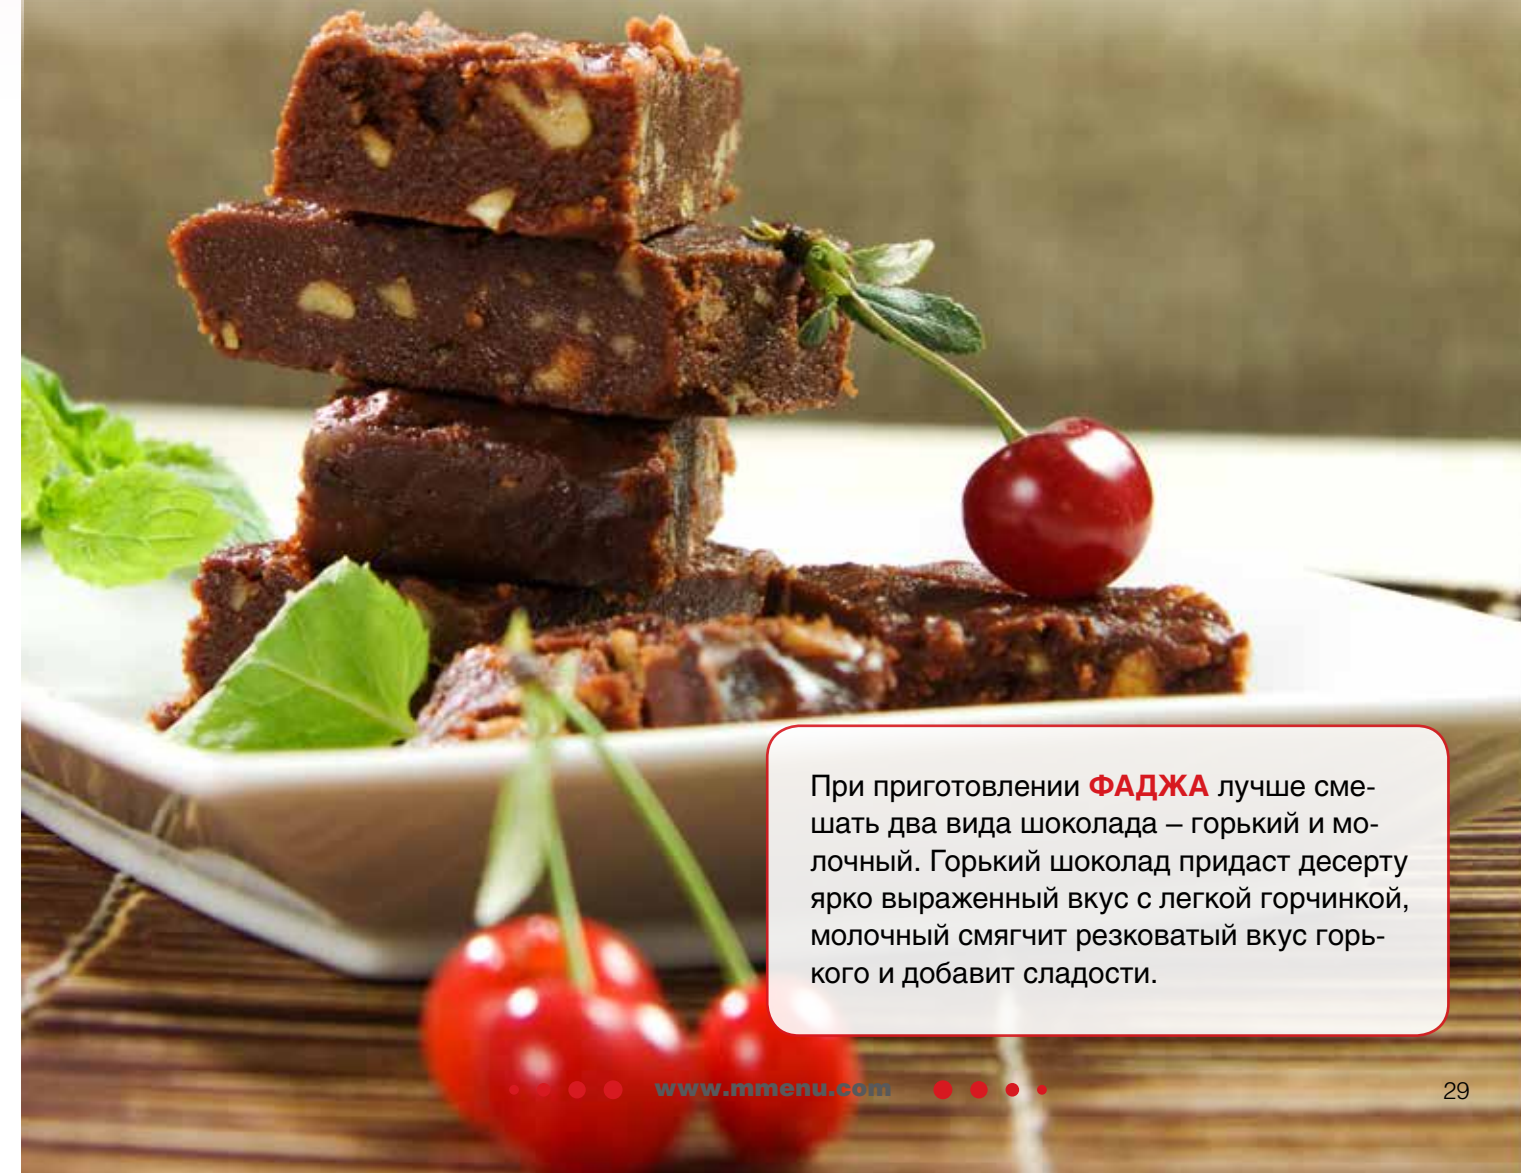 При приготовлении ФАДЖА лучше сме-
шать два вида шоколада – горький и мо-
лочный. Горький шоколад придаст десерту
ярко выраженный вкус с легкой горчинкой,
молочный смягчит резковатый вкус горь-
кого и добавит сладости.
www.mmenu.com
29